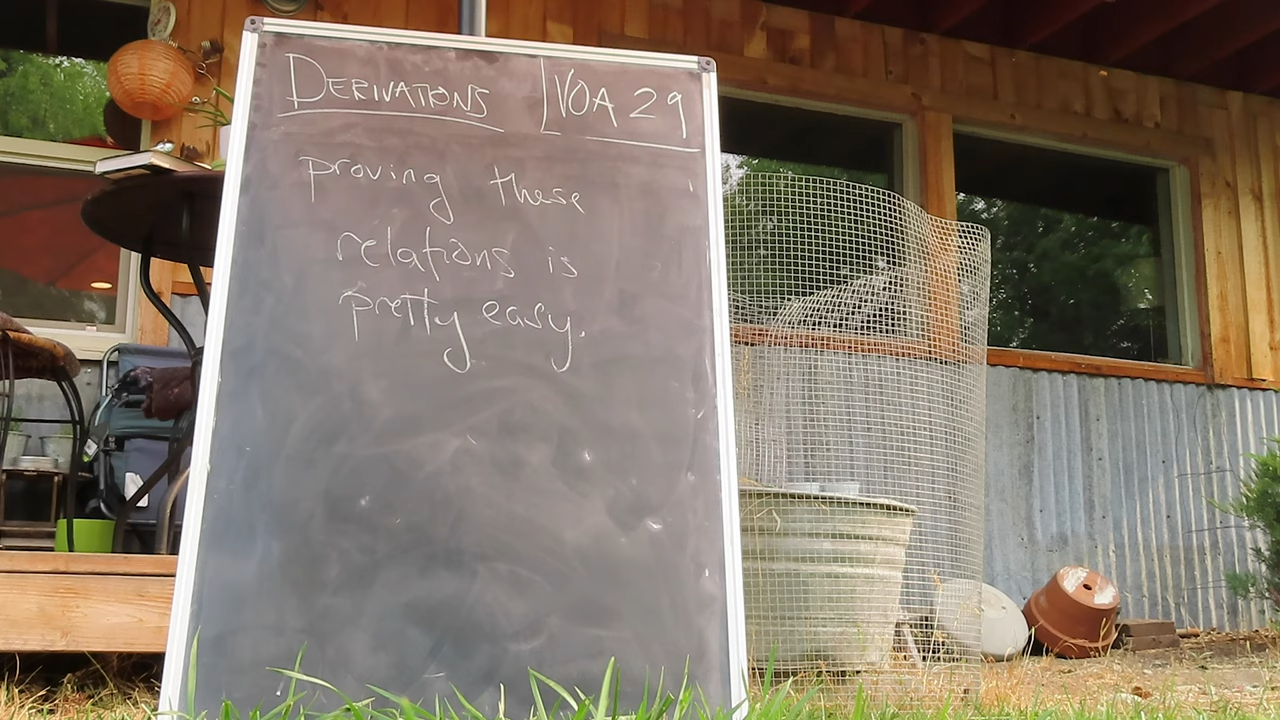 DERIVATIONS VOA 29
proving these
relations is
pretty easy.